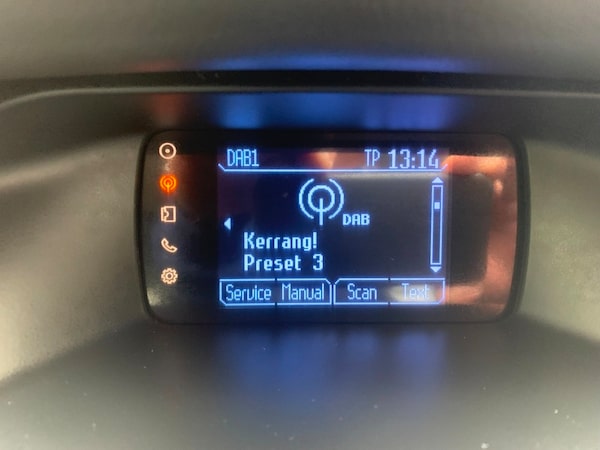 DAB1 TP 13:14
DAB
Kerrang!
Preset 3
Service Manual Scan Text